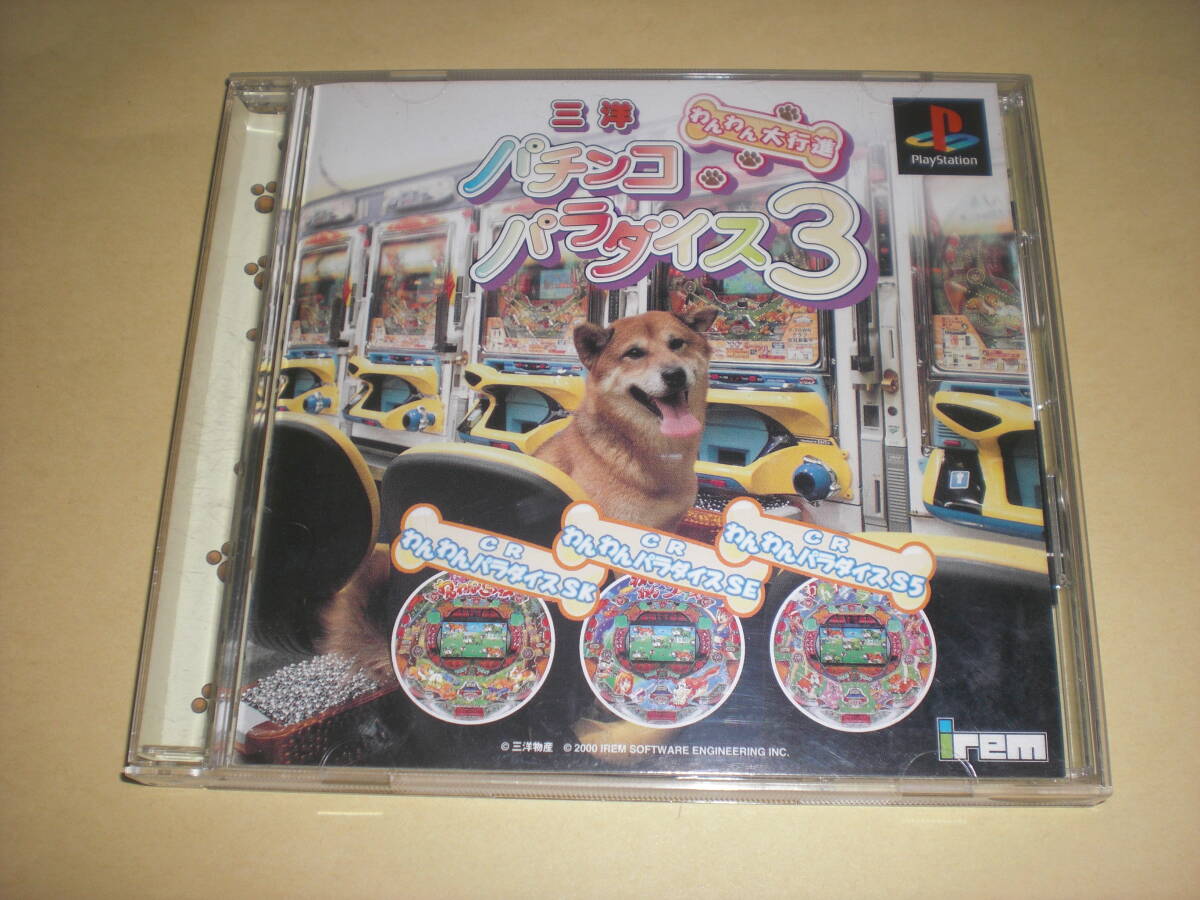 三洋
わんわん大行進
パチンコ
パラダイス3
PlayStation
CR
わんわんパラダイスSK
CR
わんわんパラダイスSE
CR
わんわんパラダイスS5
© 三洋物産 © 2000 IREM SOFTWARE ENGINEERING INC.
irem